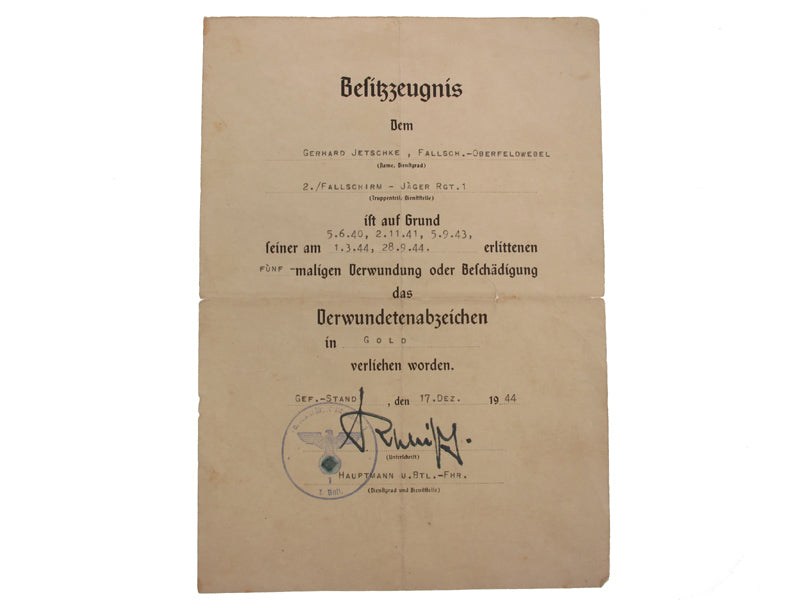 Besitzzeugnis
Dem
GERHARD JETSCHKE , FALLSCH.-OBERFELDWEBEL
(Name, Dienstgrad)
2./FALLSCHIRM - JÄGER RGT.1
(Truppenteil, Dienststelle)
ist auf Grund
5.6.40, 2.11.41, 5.9.43,
seiner am 1.3.44, 28.9.44. erlittenen
FÜNF -maligen Verwundung oder Beschädigung
das
Verwundetenabzeichen
in GOLD
verliehen worden.
GEF.-STAND , den 17.DEZ. 1944
(Unterschrift)
HAUPTMANN U.BTL.-FHR.
(Dienstgrad und Dienststelle)